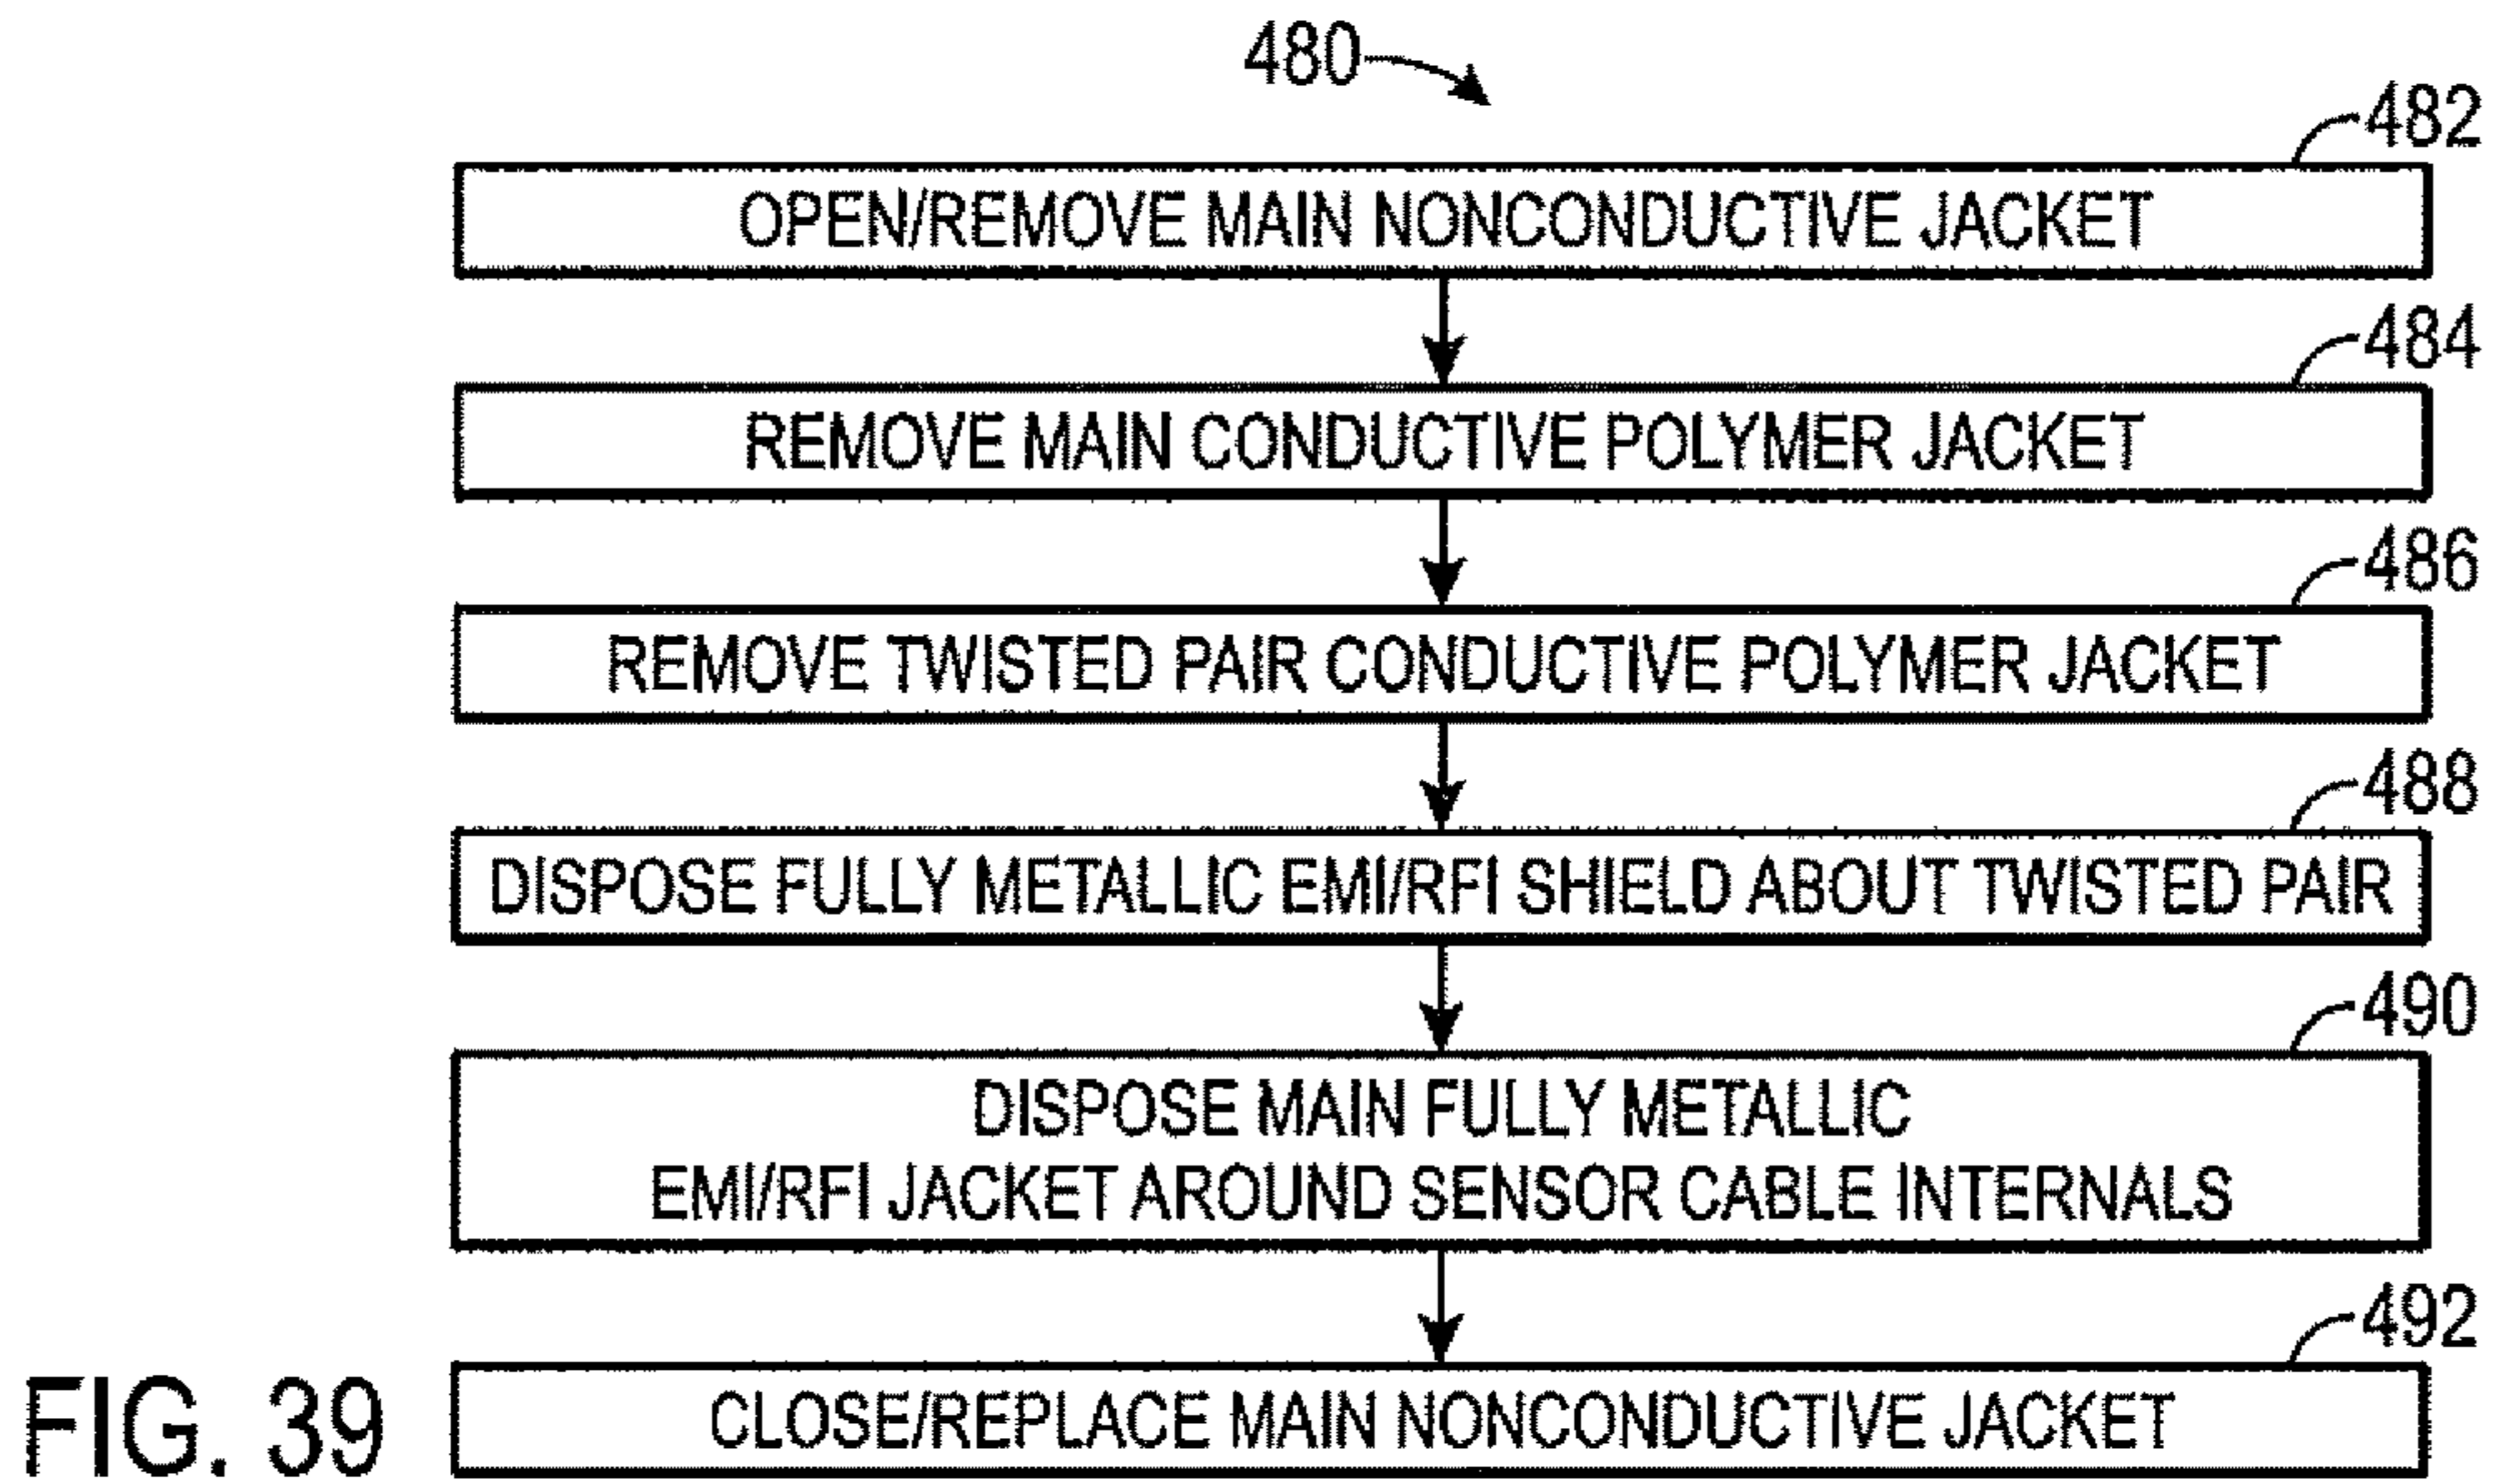 480
482
OPEN/REMOVE MAIN NONCONDUCTIVE JACKET
484
REMOVE MAIN CONDUCTIVE POLYMER JACKET
486
REMOVE TWISTED PAIR CONDUCTIVE POLYMER JACKET
488
DISPOSE FULLY METALLIC EMI/RFI SHIELD ABOUT TWISTED PAIR
490
DISPOSE MAIN FULLY METALLIC
EMI/RFI JACKET AROUND SENSOR CABLE INTERNALS
492
CLOSE/REPLACE MAIN NONCONDUCTIVE JACKET
FIG. 39